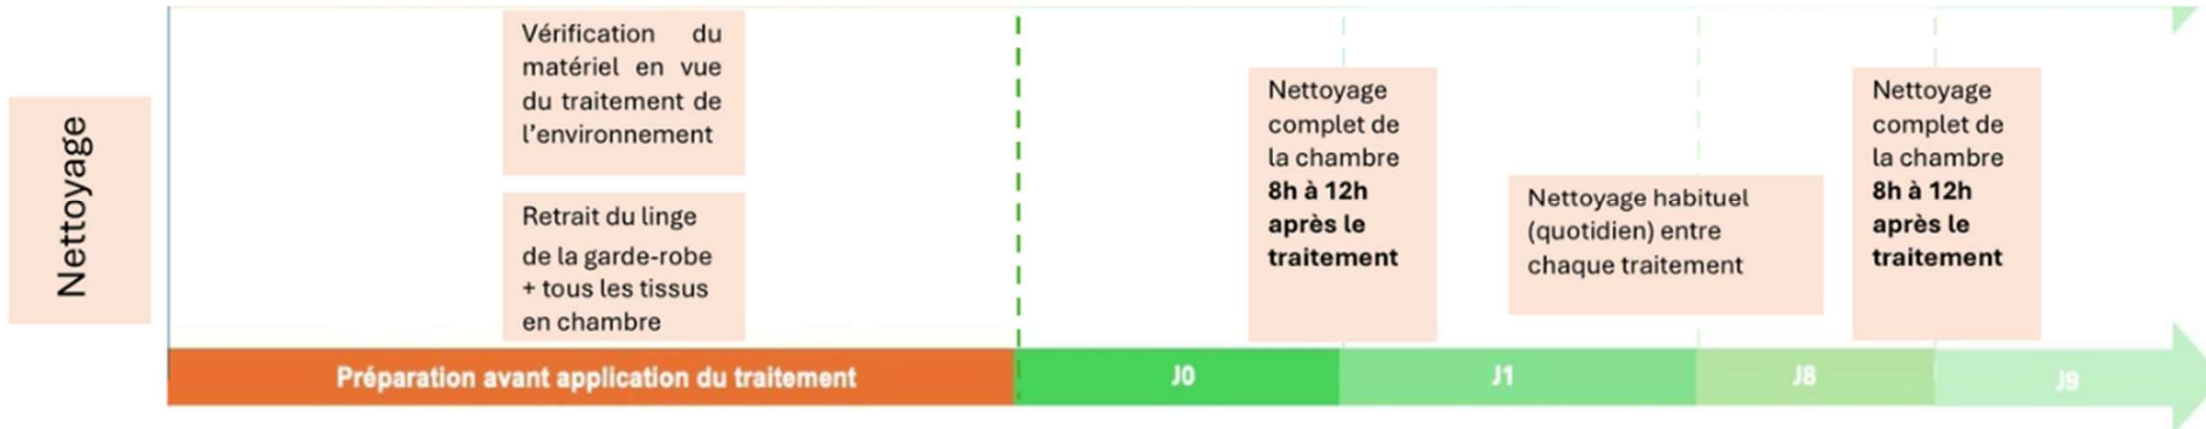 Nettoyage
Vérification du
matériel en vue
du traitement de
l’environnement
Retrait du linge
de la garde-robe
+ tous les tissus
en chambre
Nettoyage
complet de
la chambre
8h à 12h
après le
traitement
Nettoyage habituel
(quotidien) entre
chaque traitement
Nettoyage
complet de
la chambre
8h à 12h
après le
traitement
Préparation avant application du traitement
J0
J1
J8
J9